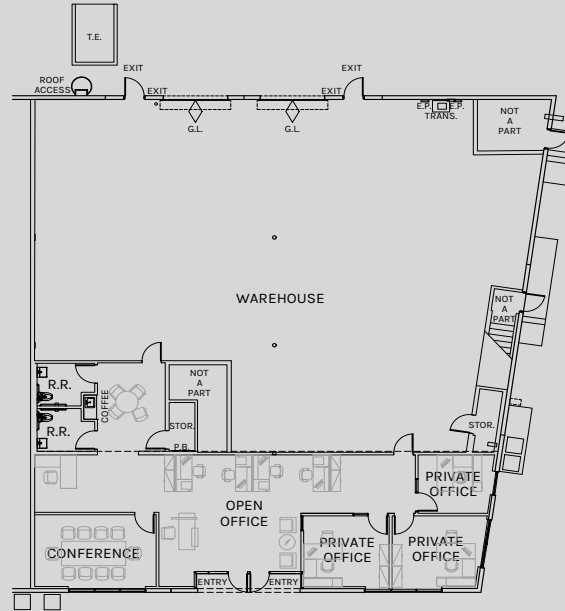 T.E.
ROOF
ACCESS
EXIT
EXIT
EXIT
EXIT
G.L.
G.L.
E.P.
E.P.
TRANS.
NOT
A
PART
WAREHOUSE
NOT
A
PART
R.R.
R.R.
COFFEE
NOT
A
PART
STOR.
P.B.
STOR.
OPEN
OFFICE
PRIVATE
OFFICE
CONFERENCE
PRIVATE
OFFICE
PRIVATE
OFFICE
ENTRY
ENTRY